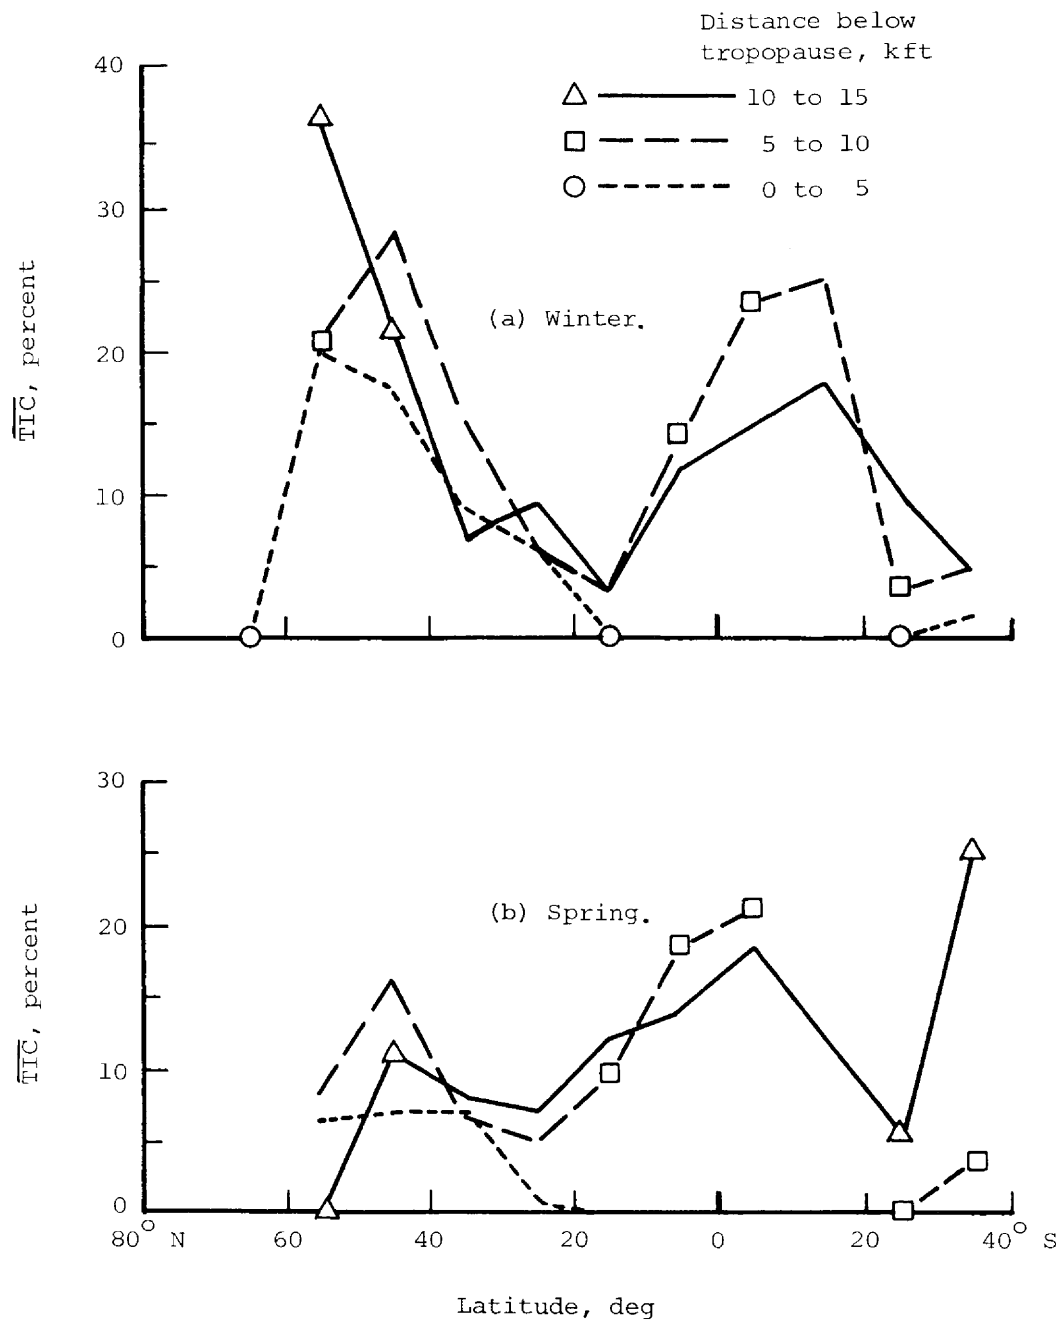 Distance below
tropopause, kft
10 to 15
5 to 10
0 to 5
40
30
20
10
0
TIC, percent
(a) Winter.
30
20
10
0
TIC, percent
(b) Spring.
80° N 60 40 20 0 20 40° S
Latitude, deg